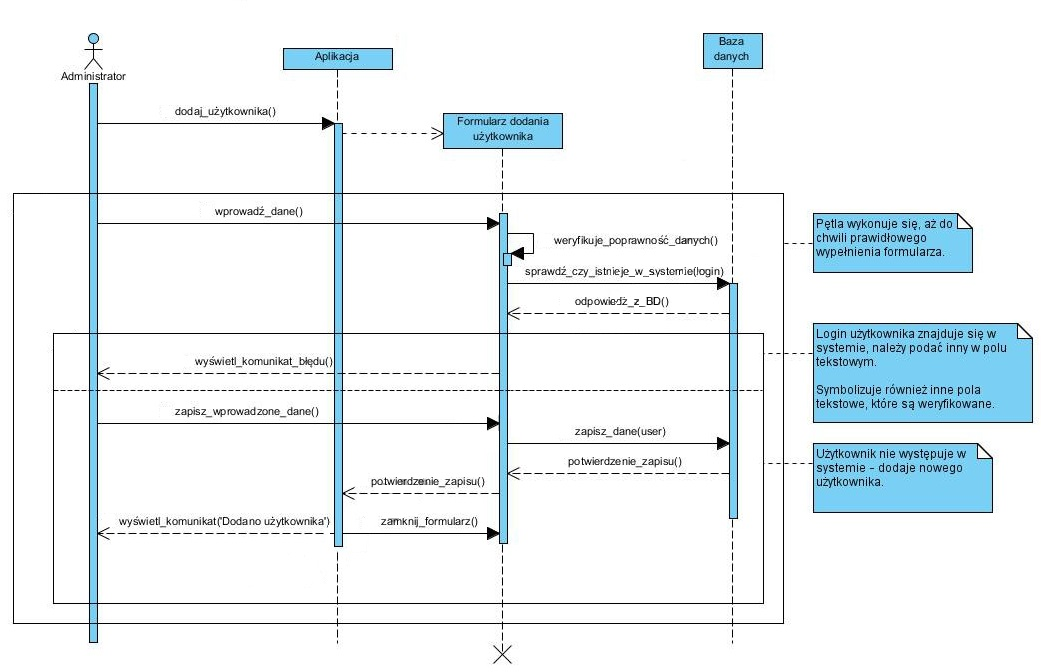 Administrator
Aplikacja
Baza
danych
dodaj_użytkownika()
Formularz dodania
użytkownika
wprowadź_dane()
weryfikuje_poprawność_danych()
sprawdź_czy_istnieje_w_systemie(login)
odpowiedź_z_BD()
Pętla wykonuje się, aż do
chwili prawidłowego
wypełnienia formularza.
wyświetl_komunikat_błędu()
Login użytkownika znajduje się w
systemie, należy podać inny w polu
tekstowym.
Symbolizuje również inne pola
tekstowe, które są weryfikowane.
zapisz_wprowadzone_dane()
zapisz_dane(user)
potwierdzenie_zapisu()
potwierdzenie_zapisu()
Użytkownik nie występuje w
systemie – dodaje nowego
użytkownika.
wyświetl_komunikat('Dodano użytkownika')
zamknij_formularz()